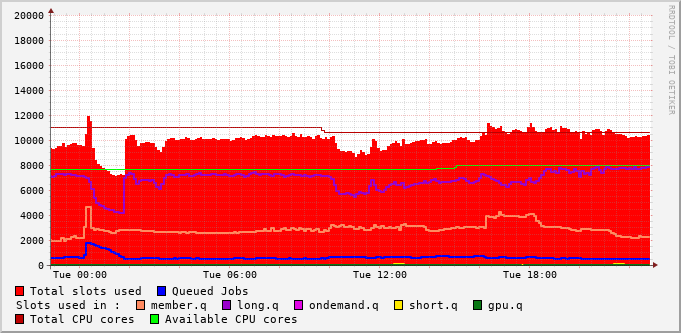 20000
18000
16000
14000
12000
10000
8000
6000
4000
2000
0
Tue 00:00 Tue 06:00 Tue 12:00 Tue 18:00
Total slots used Queued Jobs
Slots used in : member.q long.q ondemand.q short.q gpu.q
Total CPU cores Available CPU cores
RRDTOOL / TOBI OETIKER